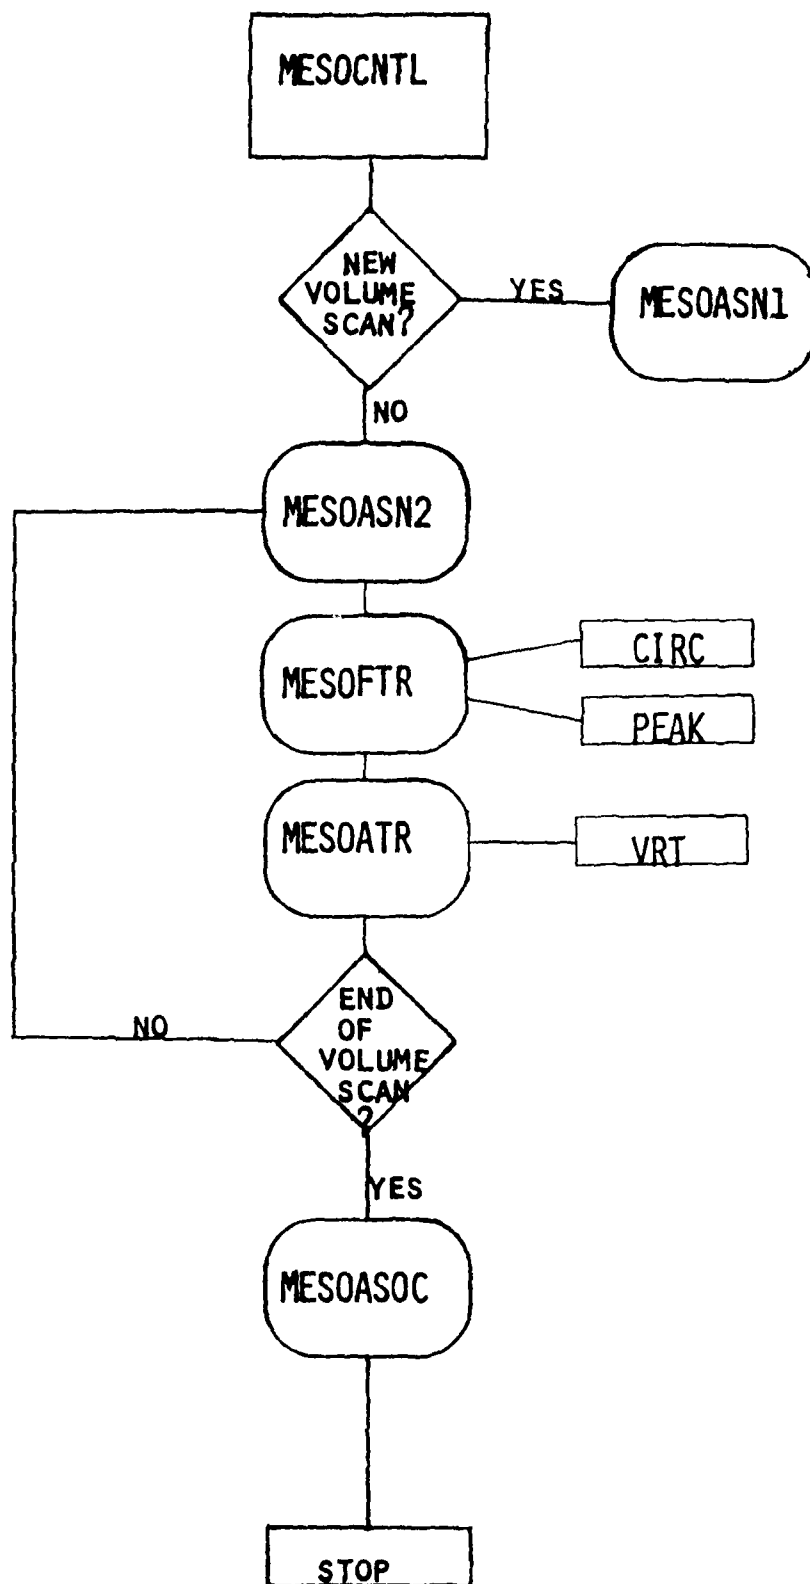 MESOCNTL
NEW
VOLUME
SCAN?
YES
MESOASN1
NO
MESOASN2
MESOFTR
CIRC
PEAK
MESOATR
VRT
END
OF
VOLUME
SCAN
?
NO
YES
MESOASOC
STOP